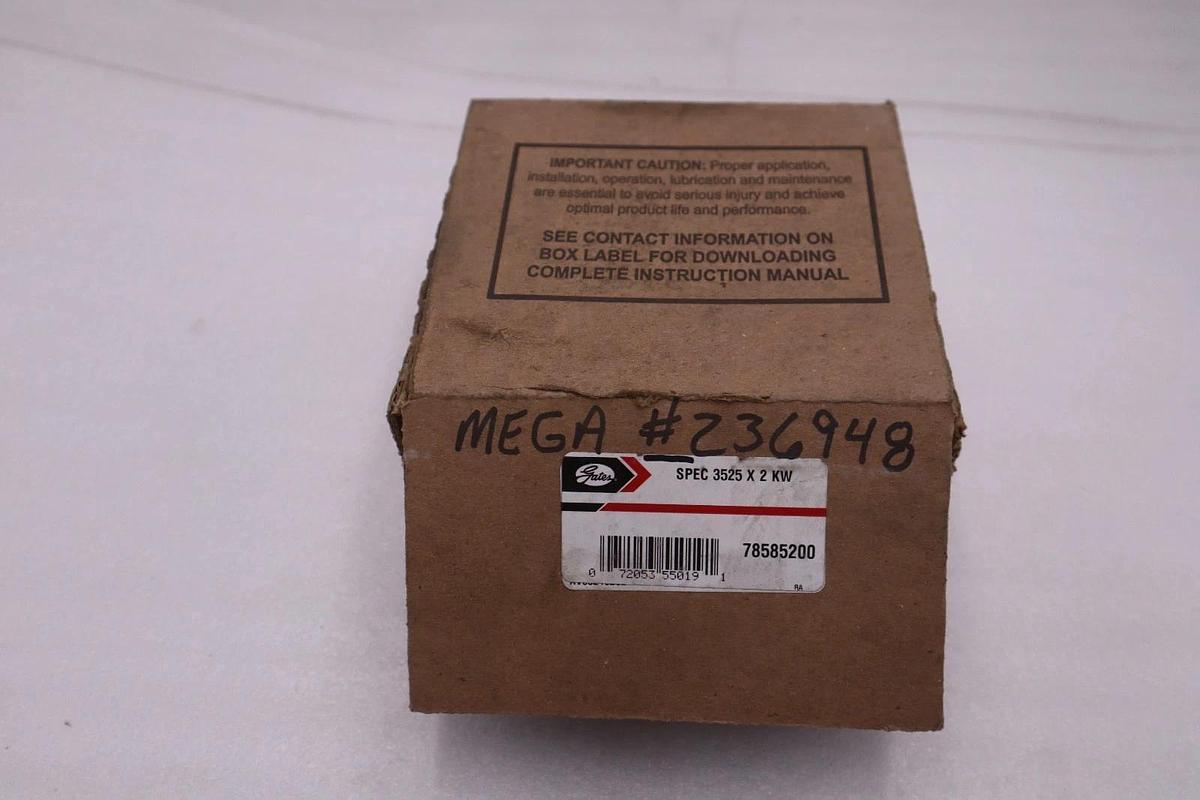 IMPORTANT CAUTION: Proper application,
installation, operation, lubrication and maintenance
are essential to avoid serious injury and achieve
optimal product life and performance.
SEE CONTACT INFORMATION ON
BOX LABEL FOR DOWNLOADING
COMPLETE INSTRUCTION MANUAL
MEGA #236948
Gates
SPEC 3525 X 2 KW
78585200
0 72053 55019 1
RA